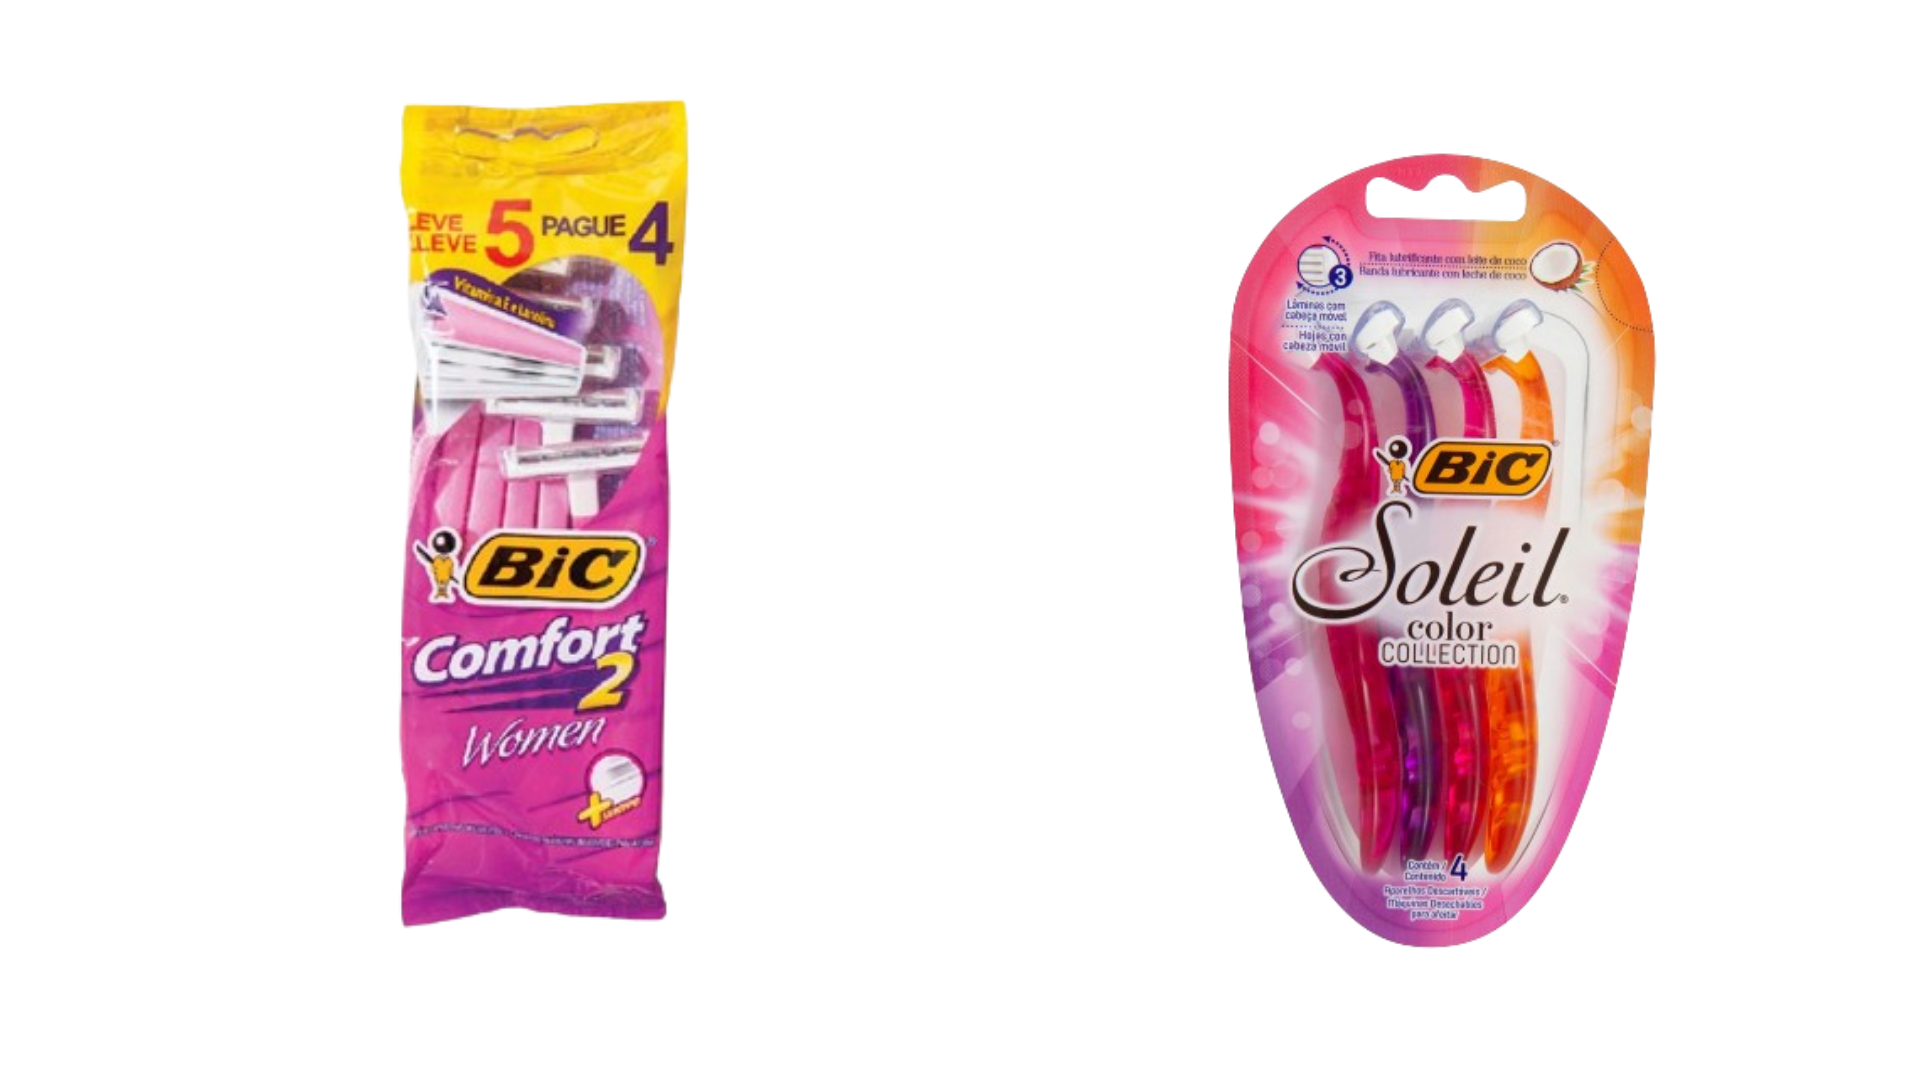 LEVE
LLEVE 5 PAGUE 4
Vitamina E e Lanolina
BiC
Comfort
2
Women
3
Fita lubrificante com leite de coco
Banda lubricante con leche de coco
Lâminas com
cabeça móvel
Hojas con
cabeza móvil
BiC
Soleil®
color
COLLECTION
Contém /
Contenido 4
Aparelhos Descartáveis /
Máquinas Desechables
para afeitar